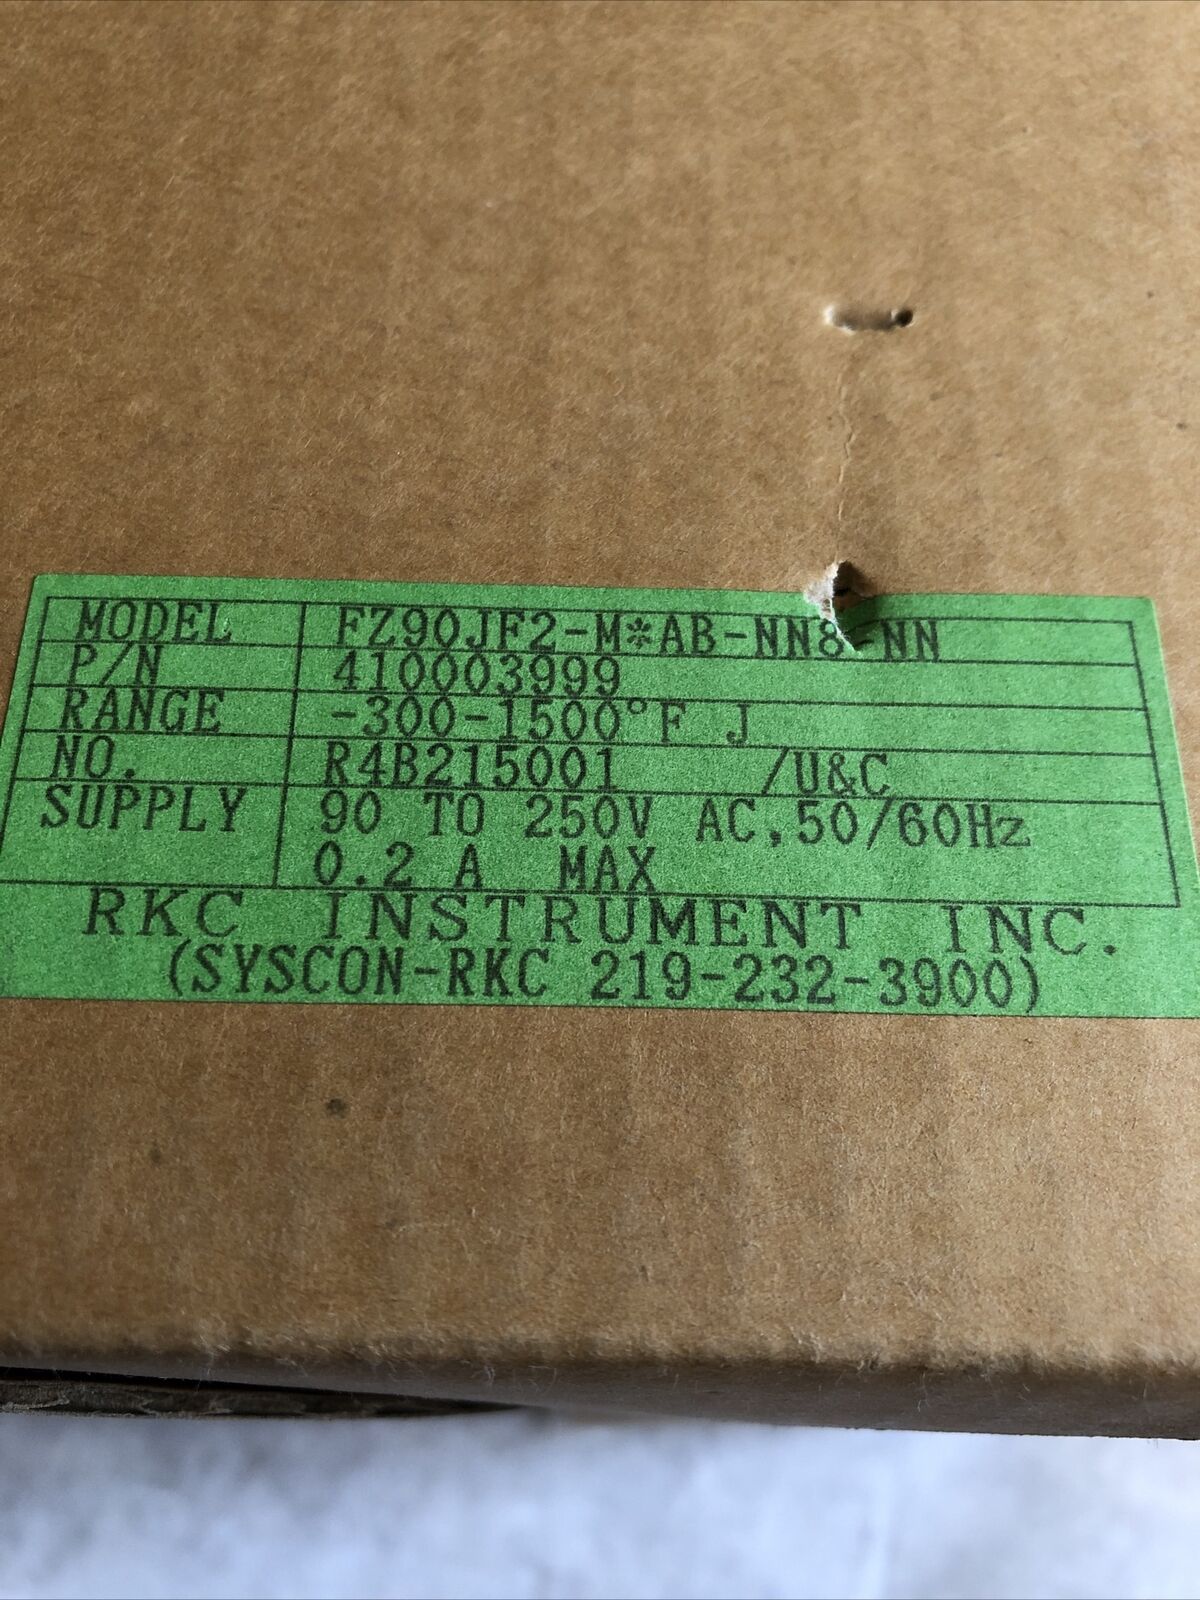 MODEL FZ90JF2-M*AB-NN8 NN
P/N 410003999
RANGE -300-1500°F J
NO. R4B215001 /U&C
SUPPLY 90 TO 250V AC,50/60Hz
0.2 A MAX
RKC INSTRUMENT INC.
(SYSCON-RKC 219-232-3900)